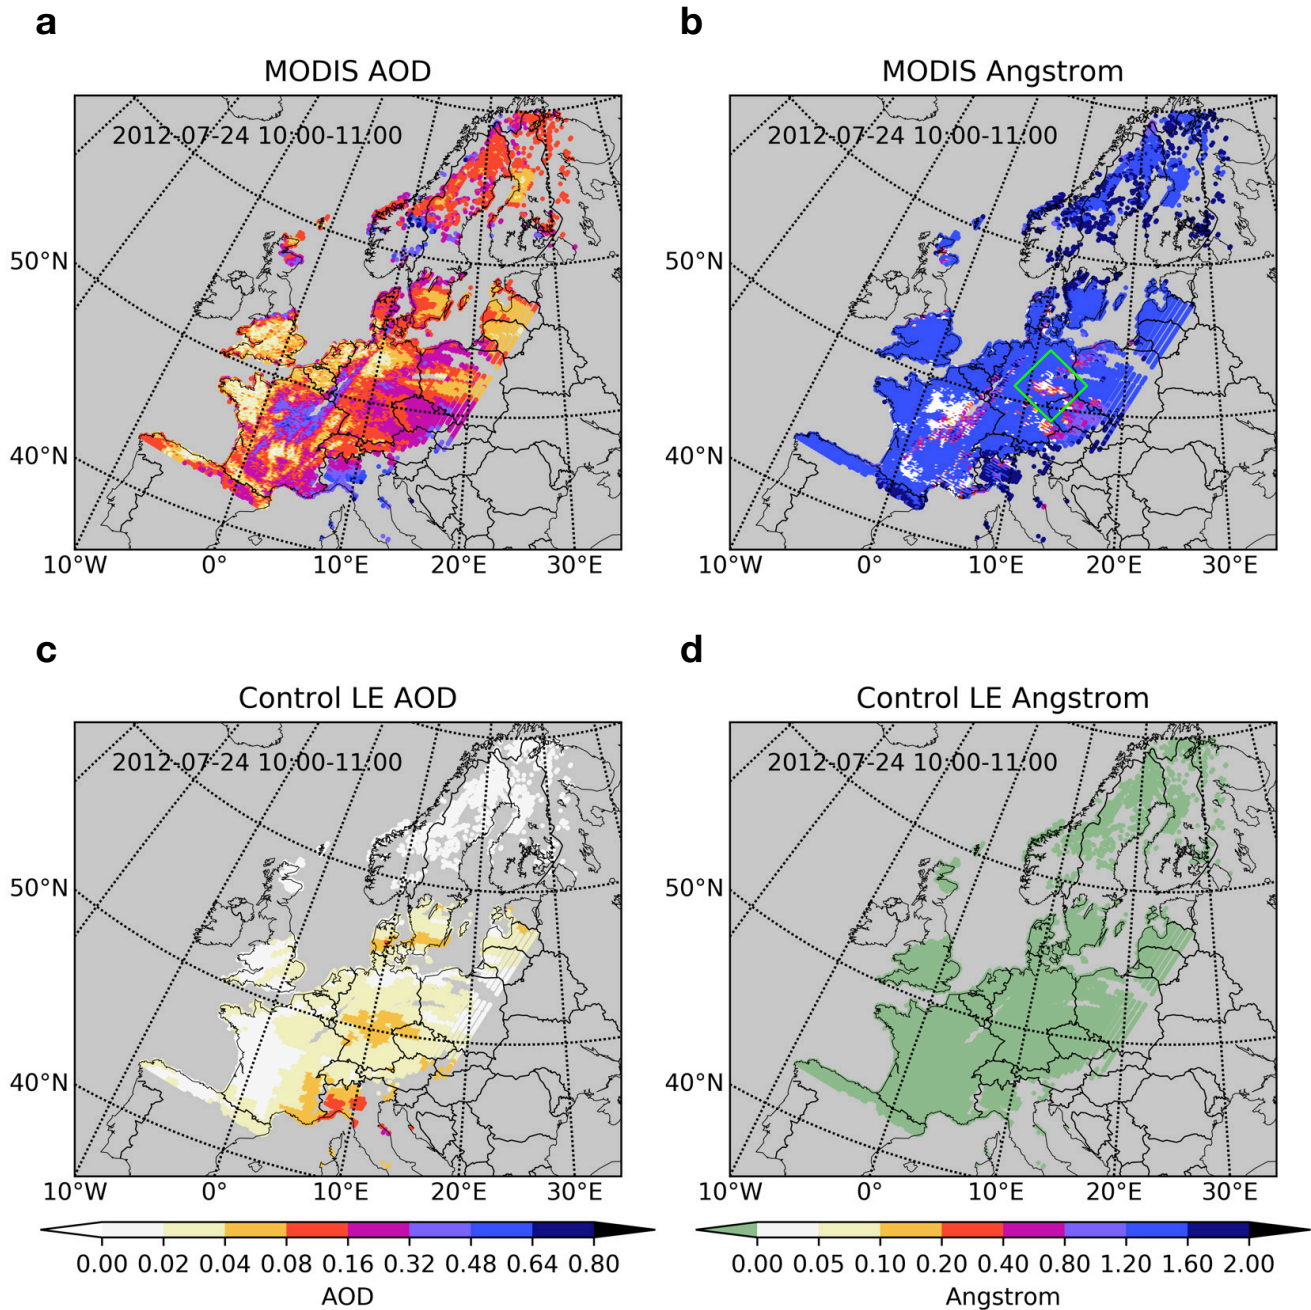 a
b
MODIS AOD
MODIS Angstrom
2012-07-24 10:00-11:00
2012-07-24 10:00-11:00
50°N
50°N
40°N
40°N
10°W 0° 10°E 20°E 30°E
10°W 0° 10°E 20°E 30°E
c
d
Control LE AOD
Control LE Angstrom
2012-07-24 10:00-11:00
2012-07-24 10:00-11:00
50°N
50°N
40°N
40°N
10°W 0° 10°E 20°E 30°E
10°W 0° 10°E 20°E 30°E
0.00 0.02 0.04 0.08 0.16 0.32 0.48 0.64 0.80
0.00 0.05 0.10 0.20 0.40 0.80 1.20 1.60 2.00
AOD
Angstrom